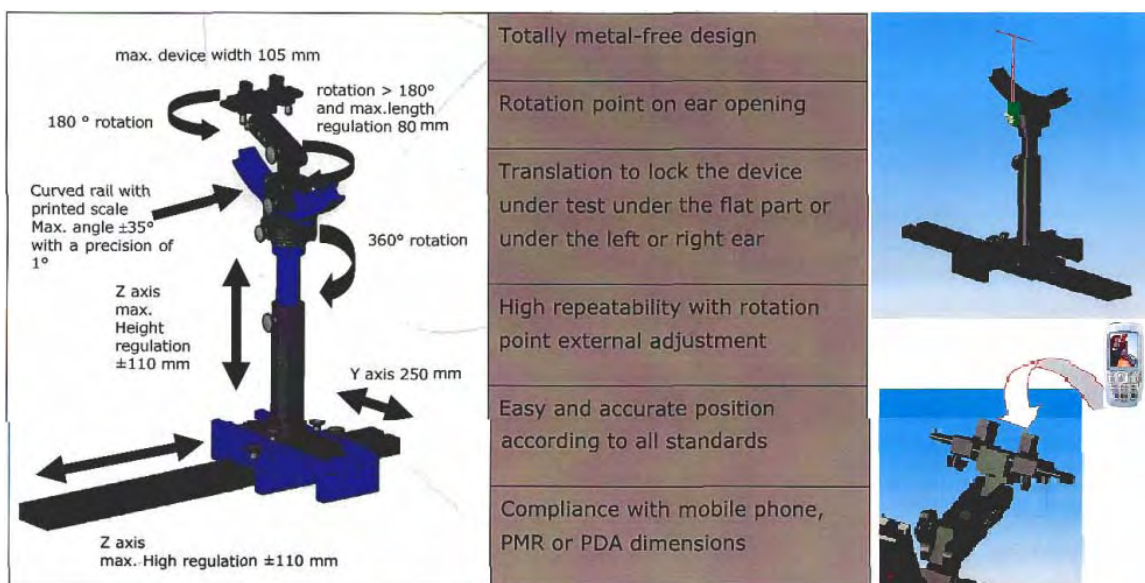 max. device width 105 mm
180 ° rotation
rotation > 180°
and max.length
regulation 80 mm
Curved rail with
printed scale
Max. angle ±35°
with a precision of
1°
360° rotation
Z axis
max.
Height
regulation
±110 mm
Y axis 250 mm
Z axis
max. High regulation ±110 mm
Totally metal-free design
Rotation point on ear opening
Translation to lock the device
under test under the flat part or
under the left or right ear
High repeatability with rotation
point external adjustment
Easy and accurate position
according to all standards
Compliance with mobile phone,
PMR or PDA dimensions